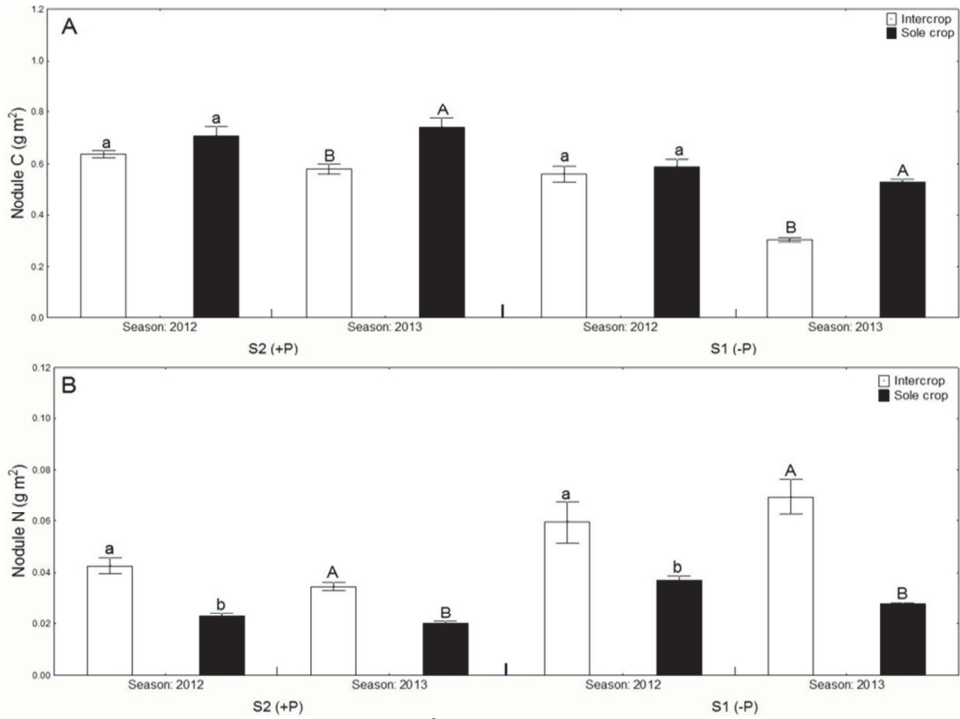 A
Intercrop
Sole crop
1.2
1.0
0.8
0.6
0.4
0.2
0.0
Nodule C (g m²)
a
a
B
A
a
a
B
A
Season: 2012
Season: 2013
Season: 2012
Season: 2013
S2 (+P)
S1 (-P)
B
Intercrop
Sole crop
0.12
0.10
0.08
0.06
0.04
0.02
0.00
Nodule N (g m²)
a
b
A
B
a
b
A
B
Season: 2012
Season: 2013
Season: 2012
Season: 2013
S2 (+P)
S1 (-P)